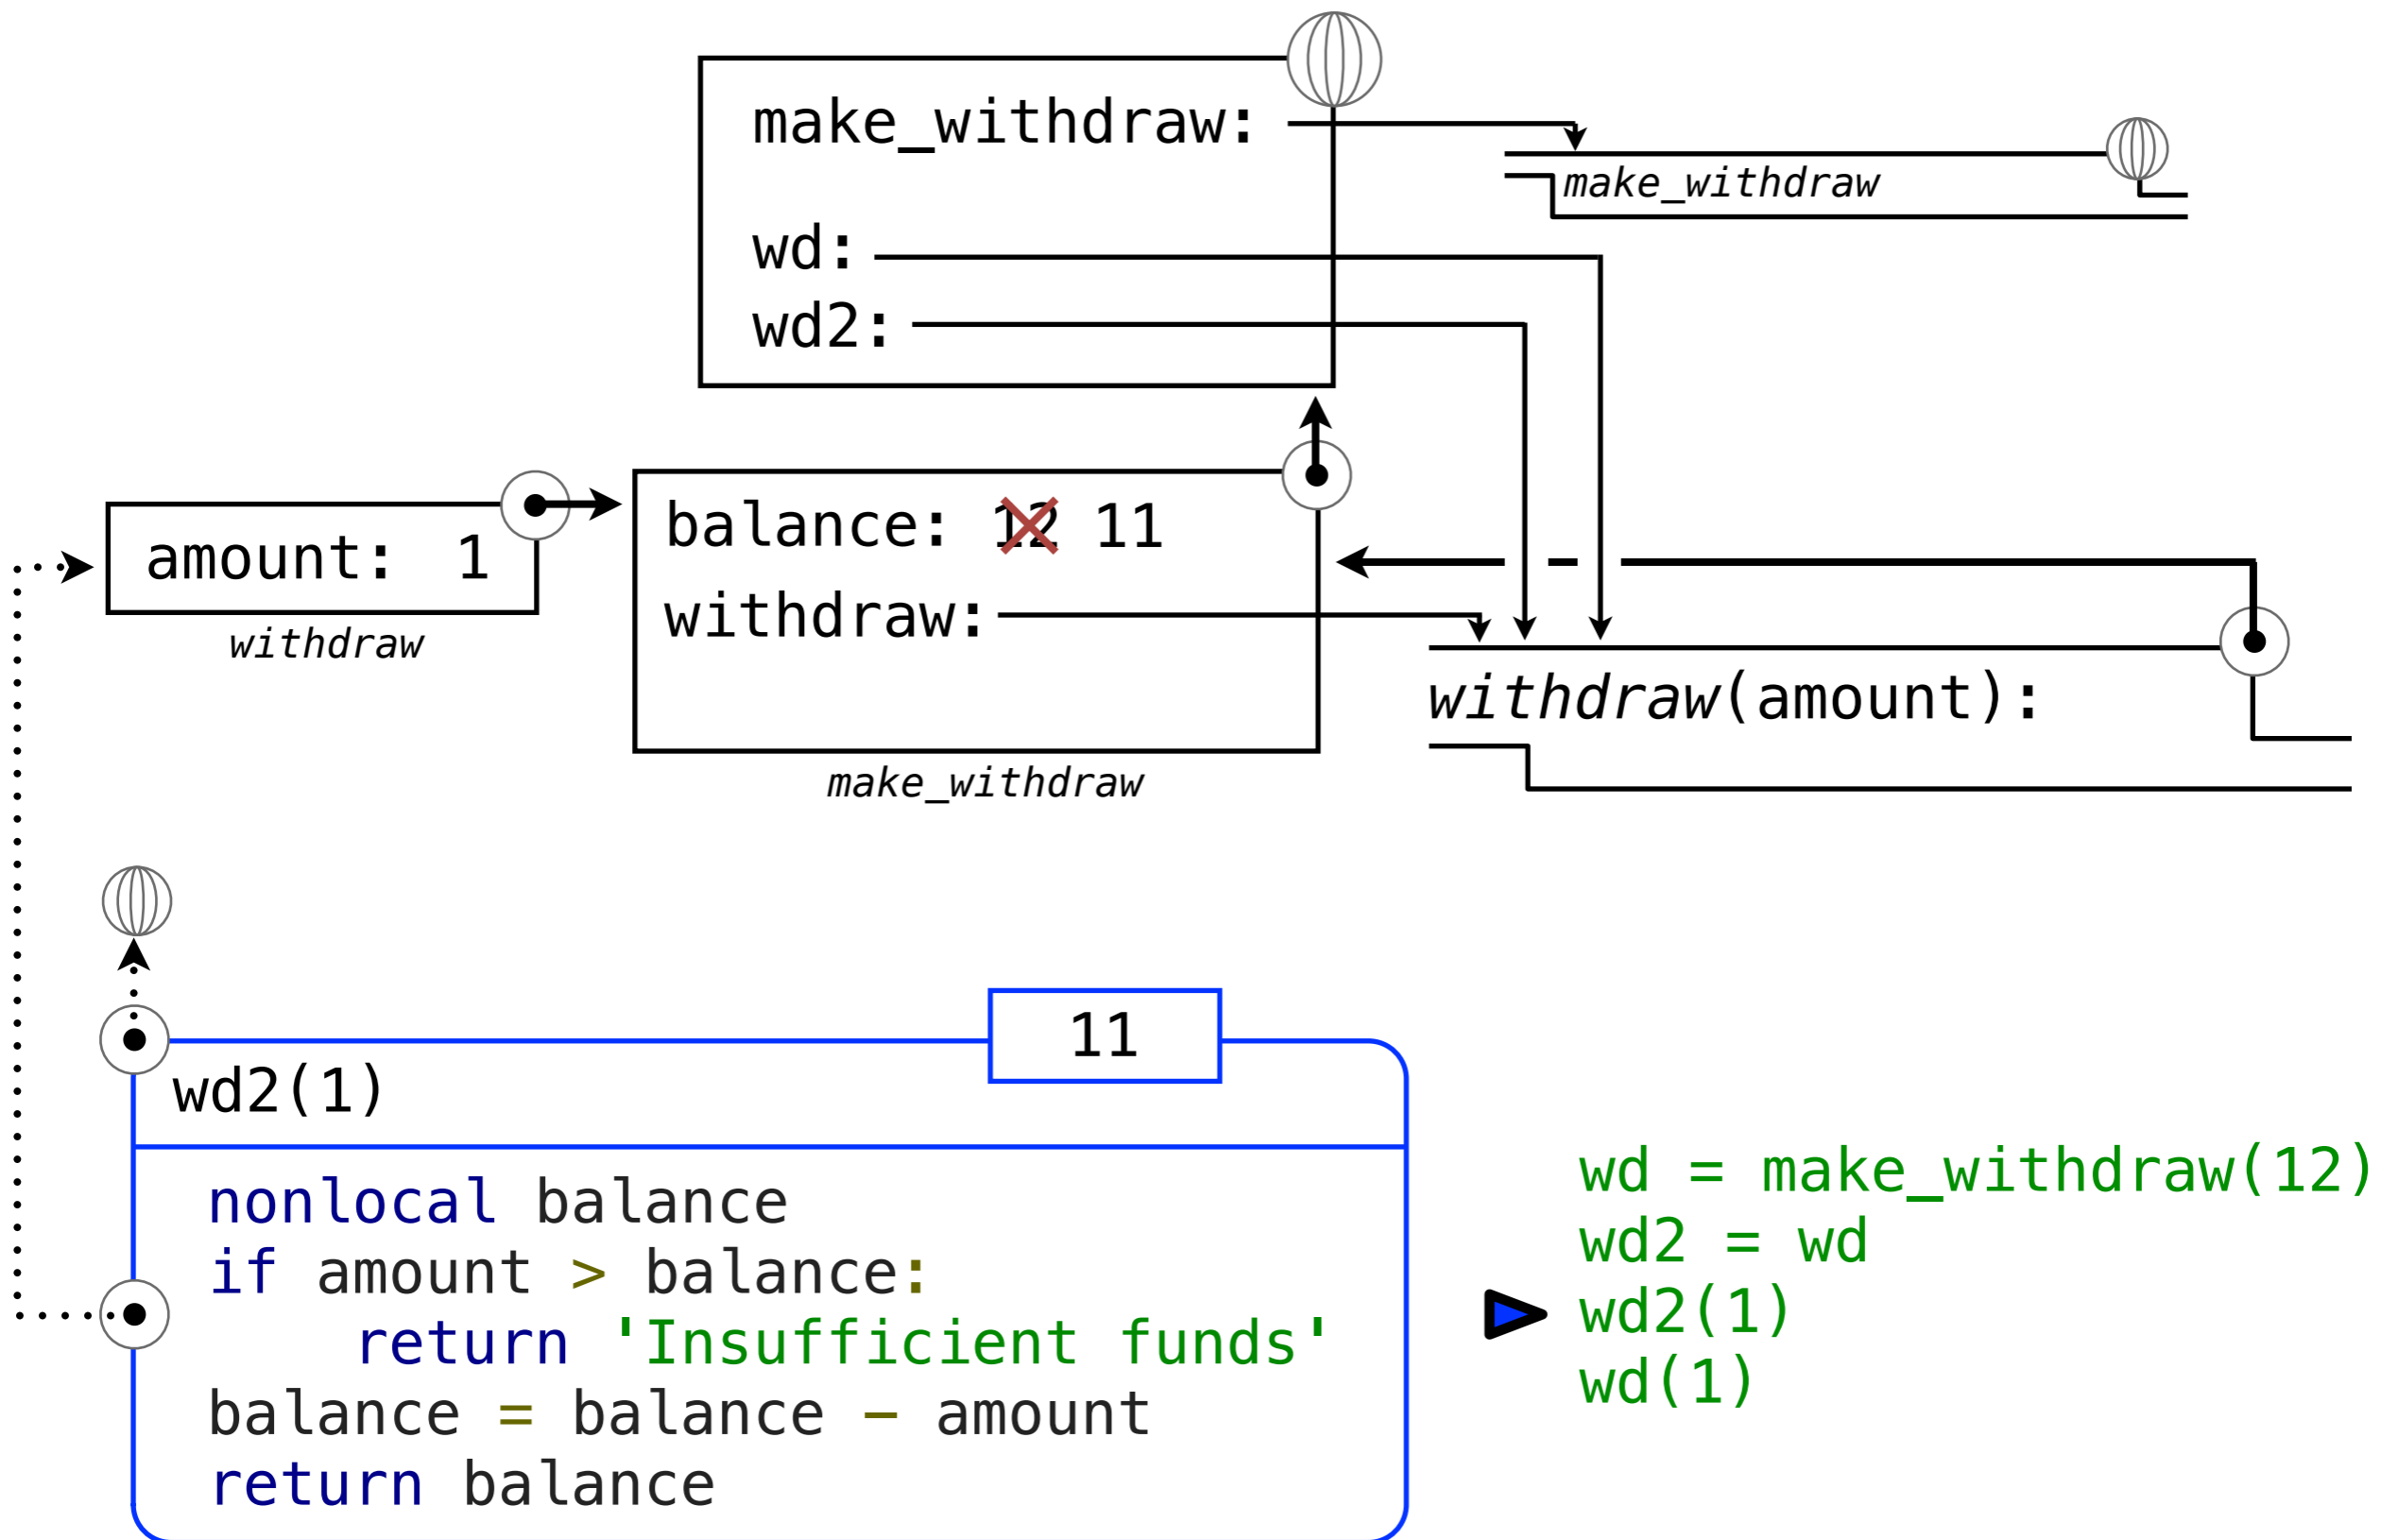 make_withdraw:
make_withdraw
wd:
wd2:
balance: 12 11
amount: 1
withdraw:
withdraw
withdraw(amount):
make_withdraw
11
wd2(1)
nonlocal balance
if amount > balance:
return 'Insufficient funds'
balance = balance - amount
return balance
wd = make_withdraw(12)
wd2 = wd
wd2(1)
wd(1)